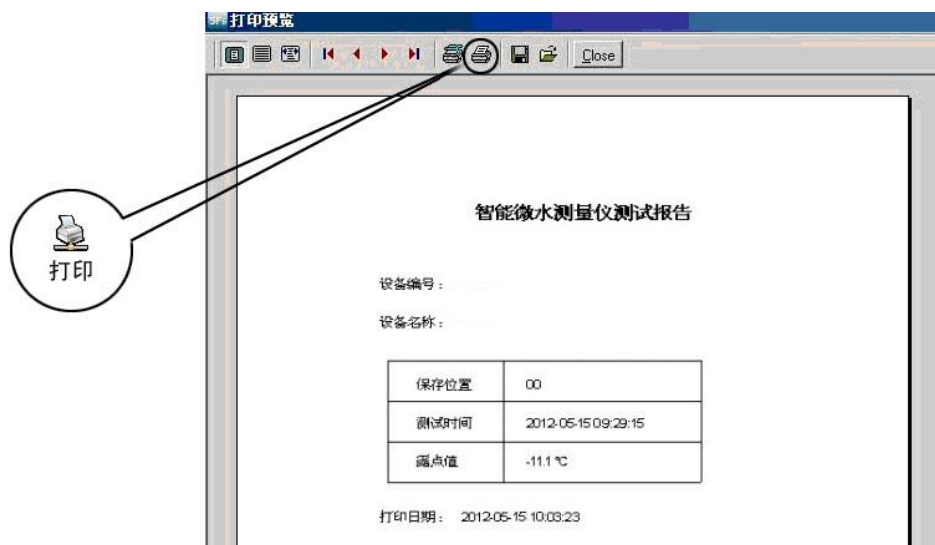 打印预览
Close
打印
智能微水测量仪测试报告
设备编号：
设备名称：
保存位置 00
测试时间 2012-05-15 09:29:15
露点值 -11.1 ℃
打印日期： 2012-05-15 10:03:23